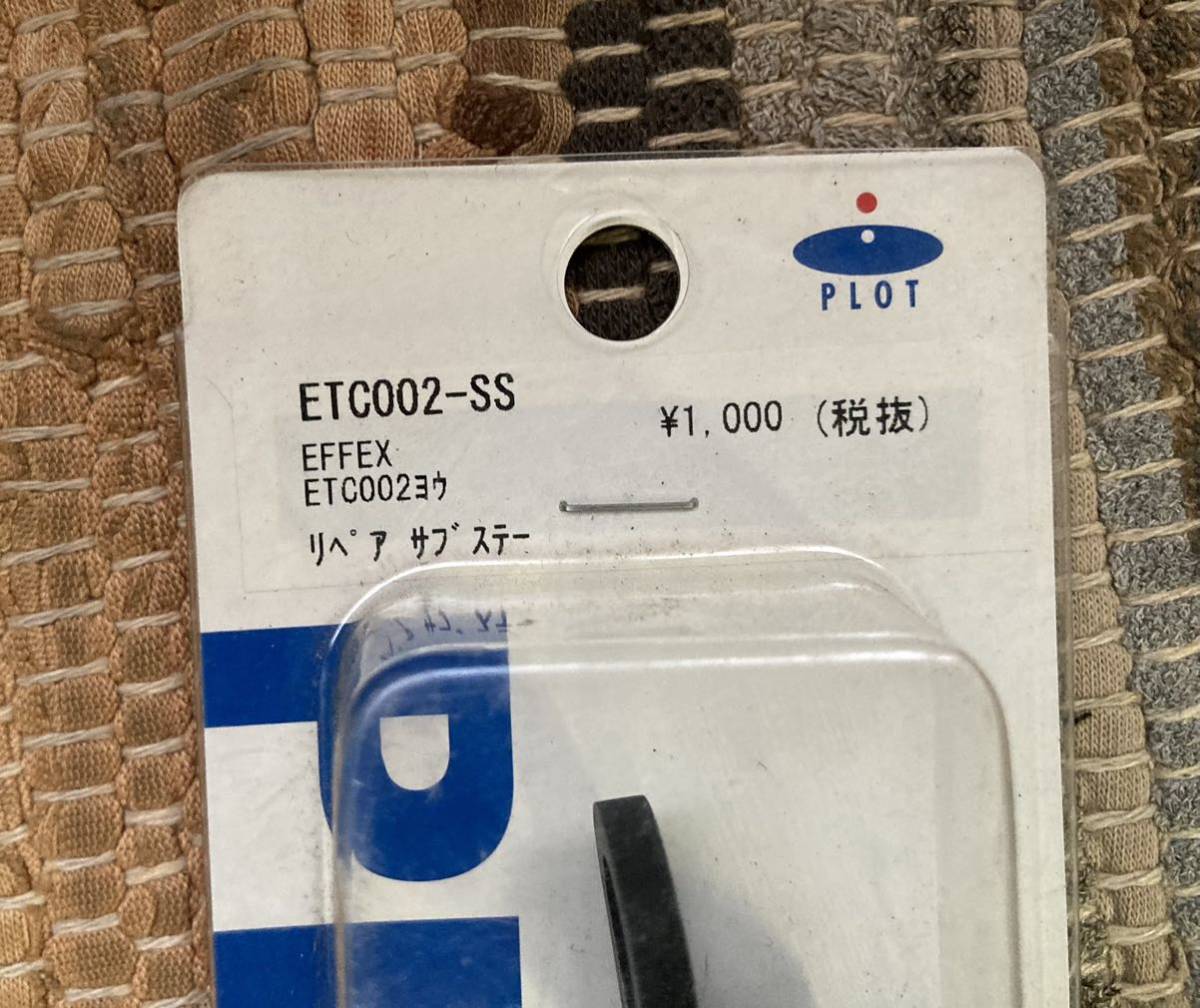 PLOT
ETC002-SS
¥1,000 (税抜)
EFFEX
ETC002ﾖｳ
ﾘﾍﾟｱ ｻﾌﾞｽﾃｰ